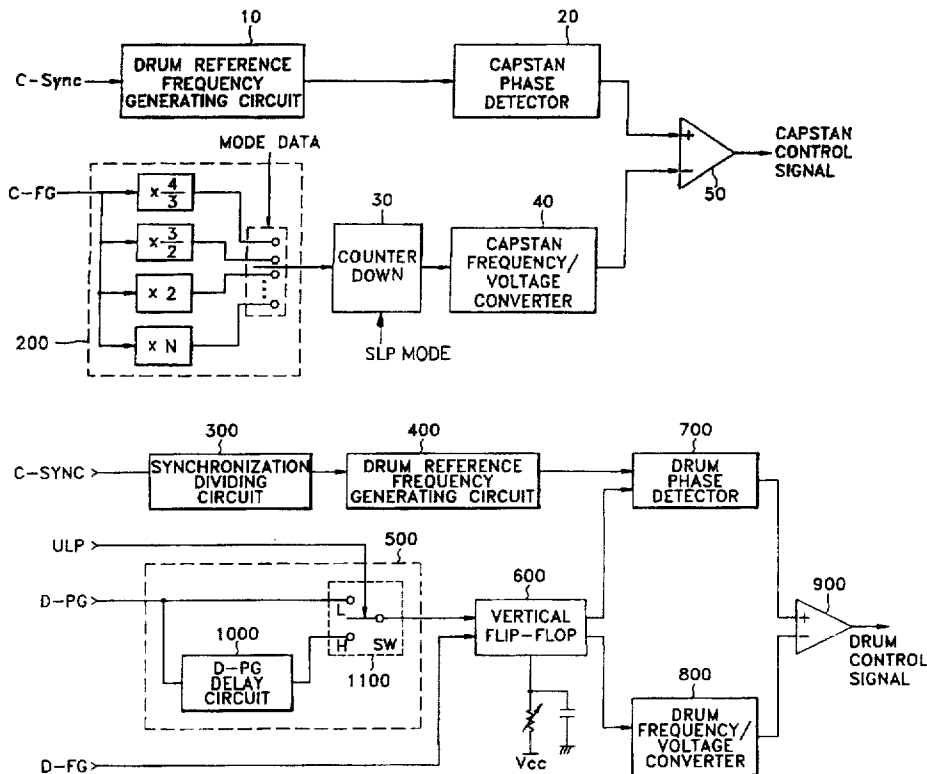 10
20
C-Sync
DRUM REFERENCE
FREQUENCY
GENERATING CIRCUIT
CAPSTAN
PHASE
DETECTOR
MODE DATA
+
−
50
CAPSTAN
CONTROL
SIGNAL
C-FG
× 4/3
× 3/2
× 2
× N
200
30
COUNTER
DOWN
SLP MODE
40
CAPSTAN
FREQUENCY/
VOLTAGE
CONVERTER
300
400
700
C-SYNC
SYNCHRONIZATION
DIVIDING
CIRCUIT
DRUM REFERENCE
FREQUENCY
GENERATING CIRCUIT
DRUM
PHASE
DETECTOR
ULP
500
D-PG
L
H
SW
1100
1000
D-PG
DELAY
CIRCUIT
600
VERTICAL
FLIP-FLOP
Vcc
900
+
−
DRUM
CONTROL
SIGNAL
800
DRUM
FREQUENCY/
VOLTAGE
CONVERTER
D-FG